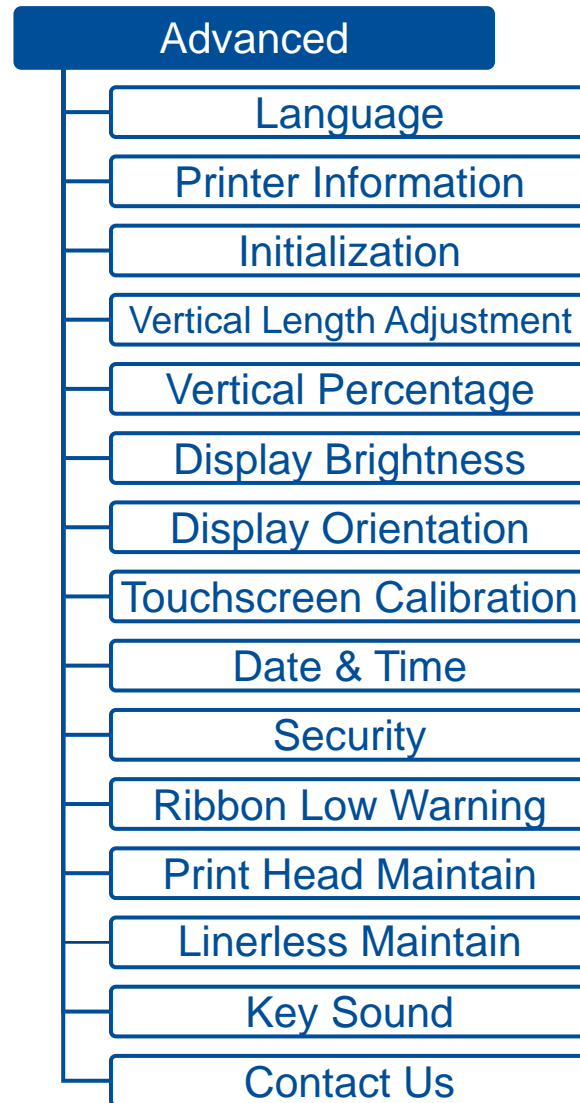 Advanced
Language
Printer Information
Initialization
Vertical Length Adjustment
Vertical Percentage
Display Brightness
Display Orientation
Touchscreen Calibration
Date & Time
Security
Ribbon Low Warning
Print Head Maintain
Linerless Maintain
Key Sound
Contact Us